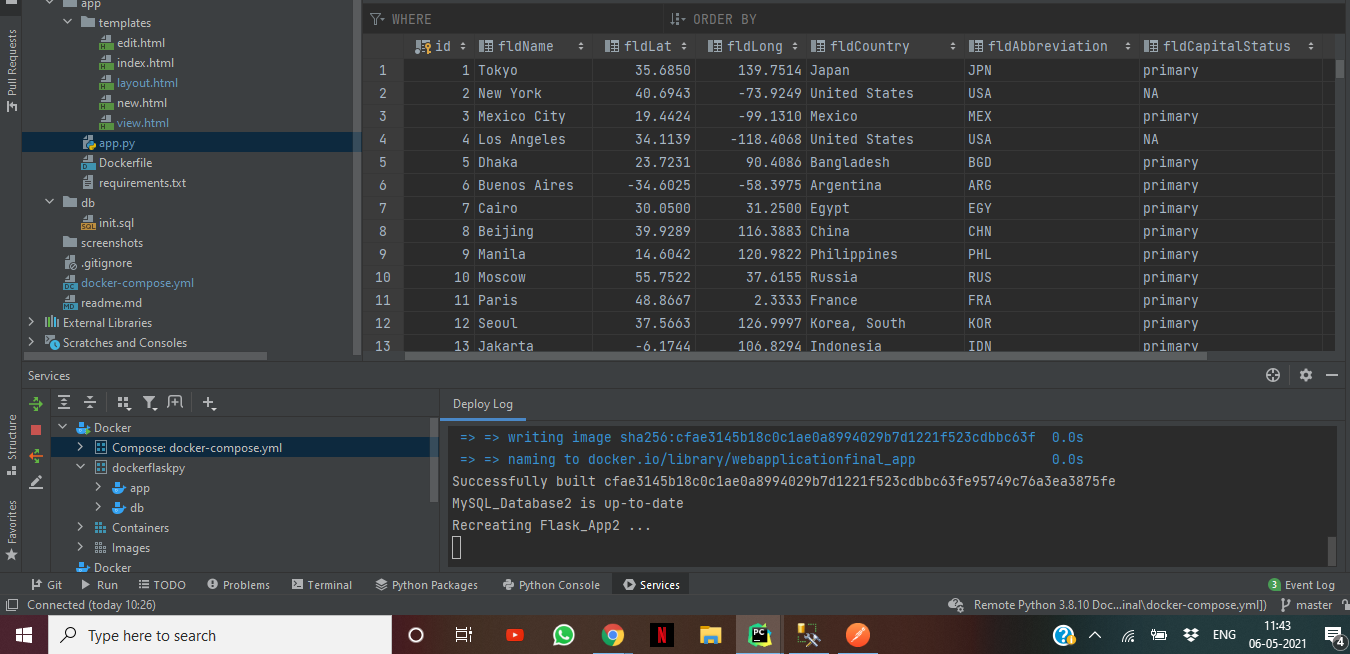 app
templates
edit.html
index.html
layout.html
new.html
view.html
app.py
Dockerfile
requirements.txt
db
init.sql
screenshots
.gitignore
docker-compose.yml
readme.md
External Libraries
Scratches and Consoles
Pull Requests
WHERE ORDER BY
id fldName fldLat fldLong fldCountry fldAbbreviation fldCapitalStatus
1 1 Tokyo 35.6850 139.7514 Japan JPN primary
2 2 New York 40.6943 -73.9249 United States USA NA
3 3 Mexico City 19.4424 -99.1310 Mexico MEX primary
4 4 Los Angeles 34.1139 -118.4068 United States USA NA
5 5 Dhaka 23.7231 90.4086 Bangladesh BGD primary
6 6 Buenos Aires -34.6025 -58.3975 Argentina ARG primary
7 7 Cairo 30.0500 31.2500 Egypt EGY primary
8 8 Beijing 39.9289 116.3883 China CHN primary
9 9 Manila 14.6042 120.9822 Philippines PHL primary
10 10 Moscow 55.7522 37.6155 Russia RUS primary
11 11 Paris 48.8667 2.3333 France FRA primary
12 12 Seoul 37.5663 126.9997 Korea, South KOR primary
13 13 Jakarta -6.1744 106.8294 Indonesia IDN primary
Services
Structure
Favorites
Docker
Compose: docker-compose.yml
dockerflaskpy
app
db
Containers
Images
Docker
Deploy Log
=> => writing image sha256:cfae3145b18c0c1ae0a8994029b7d1221f523cdbbc63f 0.0s
=> => naming to docker.io/library/webapplicationfinal_app 0.0s
Successfully built cfae3145b18c0c1ae0a8994029b7d1221f523cdbbc63fe95749c76a3ea3875fe
MySQL_Database2 is up-to-date
Recreating Flask_App2 ...
Git Run TODO Problems Terminal Python Packages Python Console Services 3 Event Log
Connected (today 10:26) Remote Python 3.8.10 Doc...inal\docker-compose.yml]) master
Type here to search
ENG
11:43
06-05-2021
4